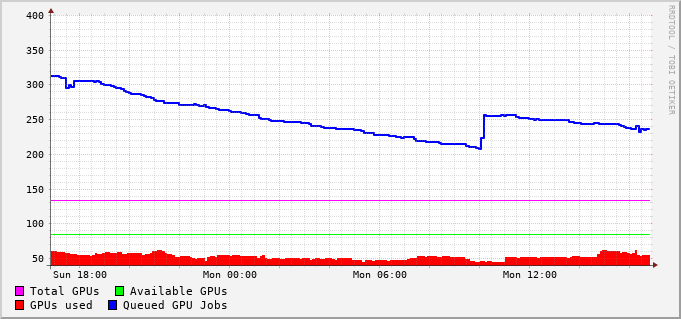 400
350
300
250
200
150
100
50
Sun 18:00 Mon 00:00 Mon 06:00 Mon 12:00
Total GPUs Available GPUs
GPUs used Queued GPU Jobs
RRDTOOL / TOBI OETIKER